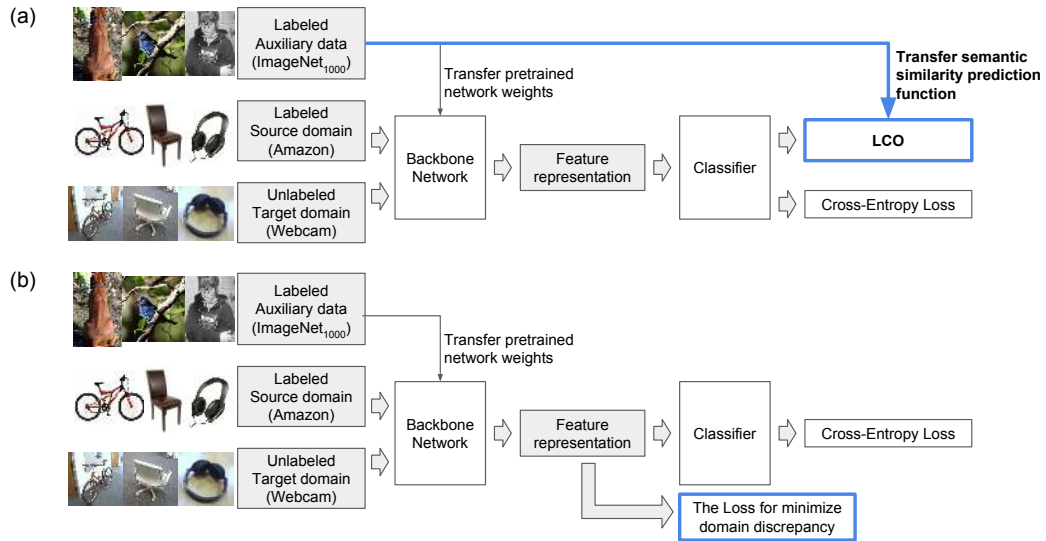 (a)
Labeled
Auxiliary data
(ImageNet1000)
Transfer pretrained
network weights
Transfer semantic
similarity prediction
function
Labeled
Source domain
(Amazon)
Unlabeled
Target domain
(Webcam)
Backbone
Network
Feature
representation
Classifier
LCO
Cross-Entropy Loss
(b)
Labeled
Auxiliary data
(ImageNet1000)
Transfer pretrained
network weights
Labeled
Source domain
(Amazon)
Unlabeled
Target domain
(Webcam)
Backbone
Network
Feature
representation
Classifier
Cross-Entropy Loss
The Loss for minimize
domain discrepancy